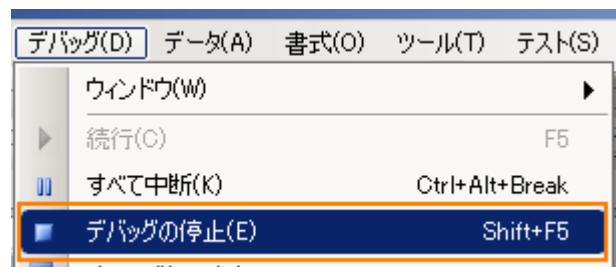 デバッグ(D) データ(A) 書式(O) ツール(T) テスト(S)
ウィンドウ(W)
続行(C) F5
すべて中断(K) Ctrl+Alt+Break
デバッグの停止(E) Shift+F5